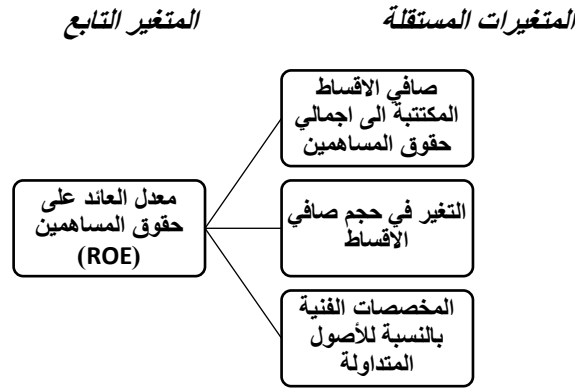 المتغيرات المستقلة
المتغير التابع
صافي الاقساط
المكتتبة الى اجمالي
حقوق المساهمين
معدل العائد على
حقوق المساهمين
(ROE)
التغير في حجم صافي
الاقساط
المخصصات الفنية
بالنسبة للأصول
المتداولة